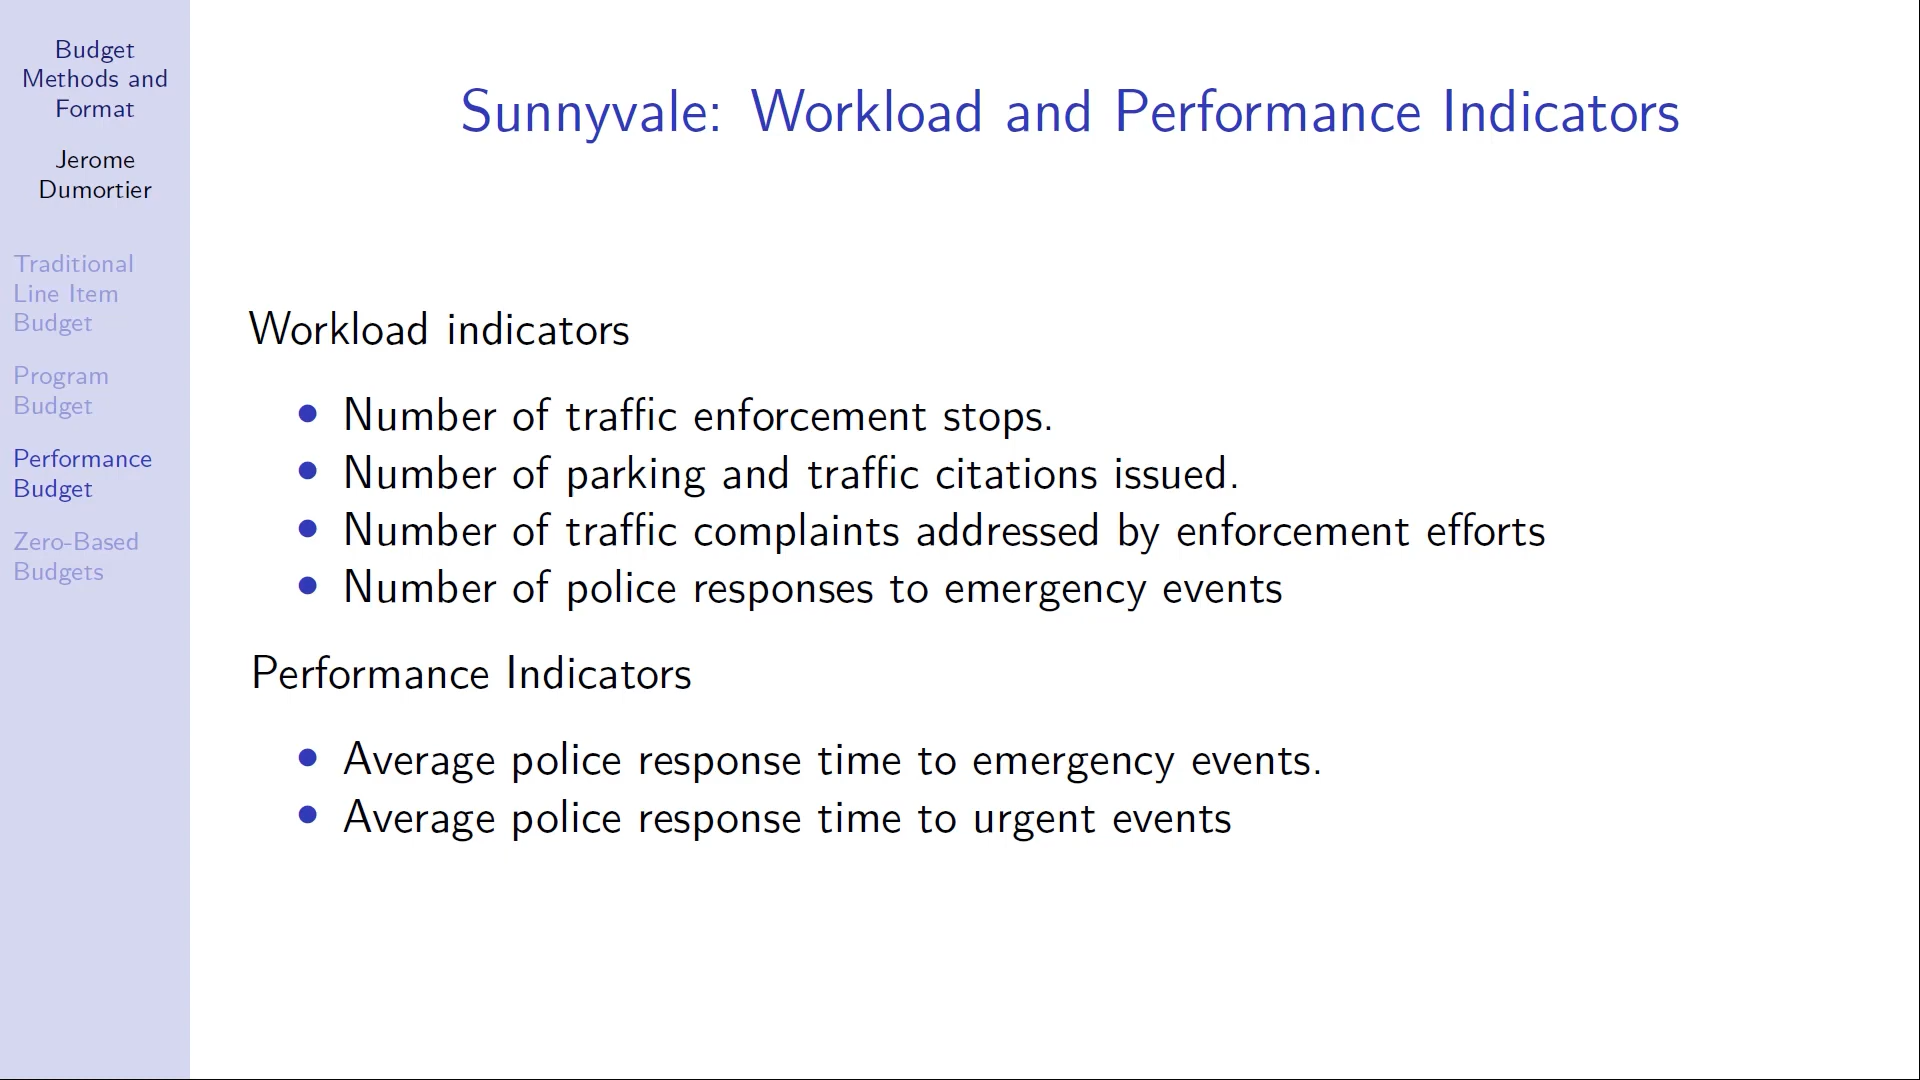 Budget
Methods and
Format
Jerome
Dumortier
Traditional
Line Item
Budget
Program
Budget
Performance
Budget
Zero-Based
Budgets
Sunnyvale: Workload and Performance Indicators
Workload indicators
• Number of traffic enforcement stops.
• Number of parking and traffic citations issued.
• Number of traffic complaints addressed by enforcement efforts
• Number of police responses to emergency events
Performance Indicators
• Average police response time to emergency events.
• Average police response time to urgent events